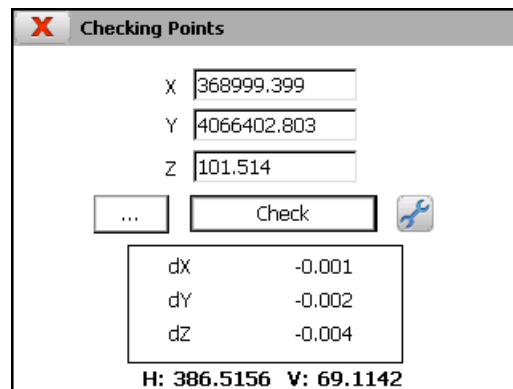 X Checking Points
X 368999.399
Y 4066402.803
Z 101.514
... Check
dX -0.001
dY -0.002
dZ -0.004
H: 386.5156 V: 69.1142